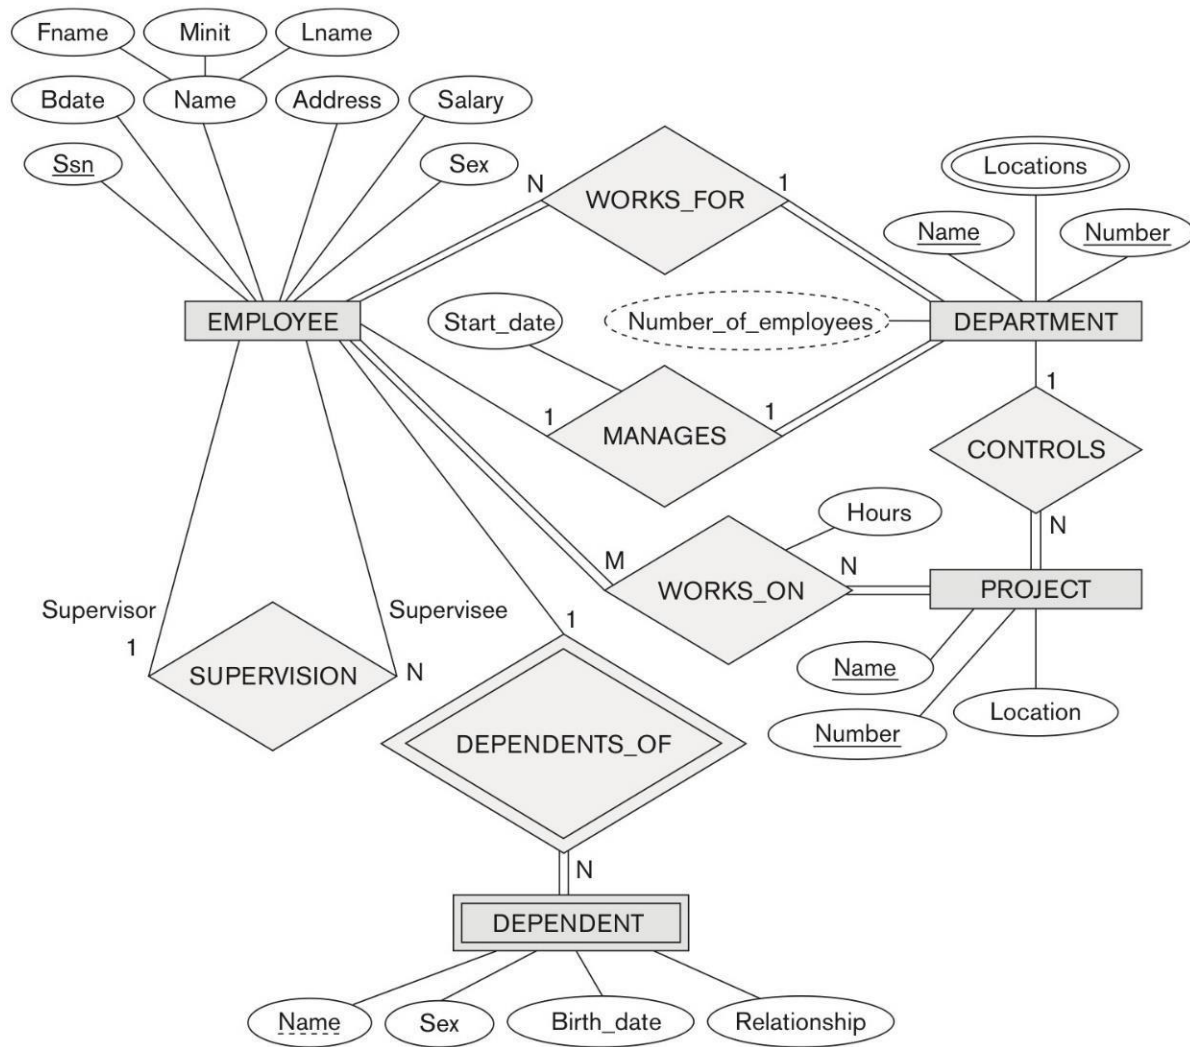 Fname
Minit
Lname
Bdate
Name
Address
Salary
Ssn
Sex
N
WORKS_FOR
1
Locations
Name
Number
EMPLOYEE
Start_date
Number_of_employees
DEPARTMENT
1
MANAGES
1
1
CONTROLS
N
Hours
M
WORKS_ON
N
PROJECT
Supervisor
1
Supervisee
N
SUPERVISION
1
Name
Number
Location
DEPENDENTS_OF
N
DEPENDENT
Name
Sex
Birth_date
Relationship